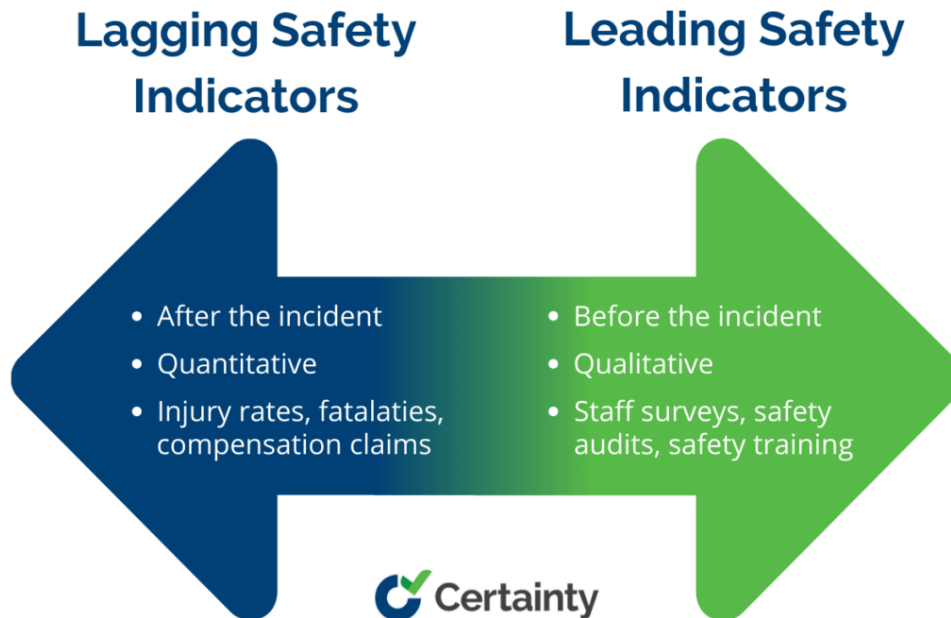 Lagging Safety
Indicators
Leading Safety
Indicators
• After the incident
• Quantitative
• Injury rates, fatalaties,
compensation claims
• Before the incident
• Qualitative
• Staff surveys, safety
audits, safety training
Certainty